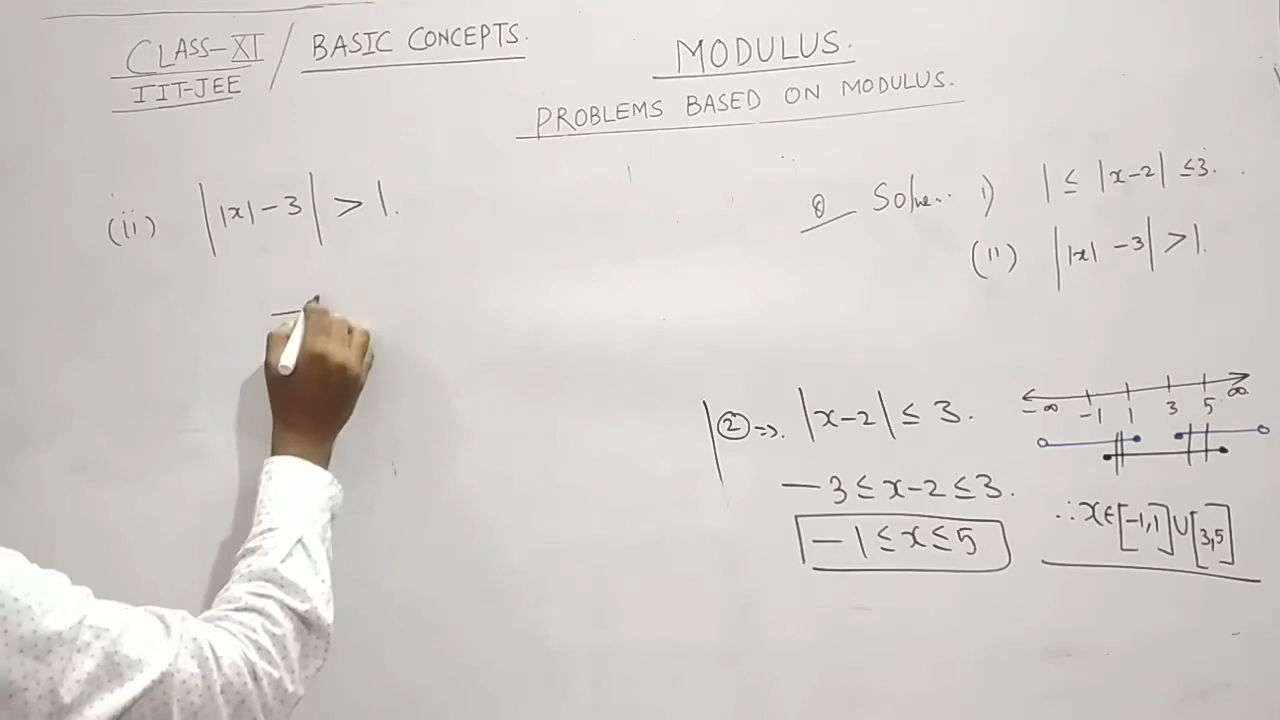 CLASS-XI / BASIC CONCEPTS.
IIT-JEE
MODULUS.
PROBLEMS BASED ON MODULUS.
(ii) ||x|-3| > 1.
Q Solve.. i) 1 ≤ |x-2| ≤ 3.
(ii) ||x| -3| > 1.
② => |x-2| ≤ 3.
-3 ≤ x-2 ≤ 3.
-1 ≤ x ≤ 5
-∞ -1 1 3 5 ∞
∴ x∈[-1,1]∪[3,5]